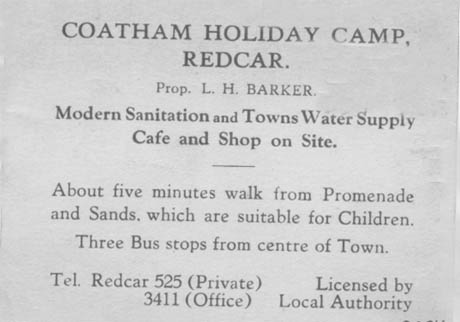 COATHAM HOLIDAY CAMP,
REDCAR.
Prop. L. H. BARKER.
Modern Sanitation and Towns Water Supply
Cafe and Shop on Site.
About five minutes walk from Promenade
and Sands. which are suitable for Children.
Three Bus stops from centre of Town.
Tel. Redcar 525 (Private) Licensed by
3411 (Office) Local Authority